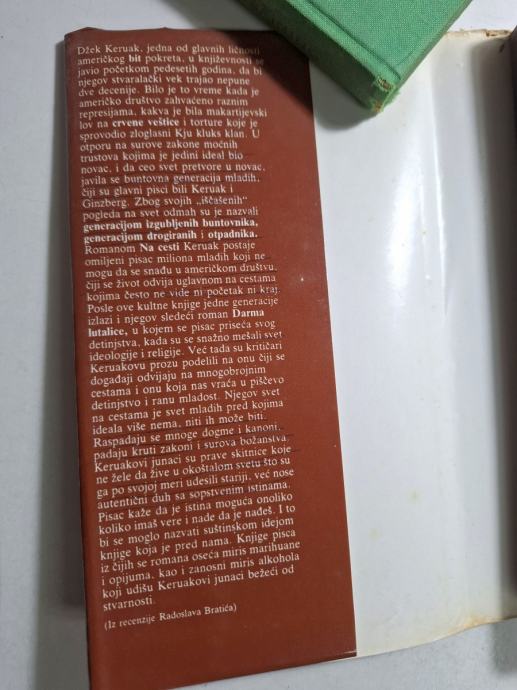 Džek Keruak, jedna od glavnih ličnosti
američkog bit pokreta, u književnosti se
javio početkom pedesetih godina, da bi
njegov stvaralački vek trajao nepune
dve decenije. Bilo je to vreme kada je
američko društvo zahvaćeno raznim
represijama, kakva je bila makartijevski
lov na crvene veštice i torture koje je
sprovodio zloglasni Kju kluks klan. U
otporu na surove zakone moćnih
trustova kojima je jedini ideal bio
novac, i da ceo svet pretvore u novac,
javila se buntovna generacija mladih,
čiji su glavni pisci bili Keruak i
Ginzberg. Zbog svojih „iščašenih“
pogleda na svet odmah su je nazvali
generacijom izgubljenih buntovnika,
generacijom drogiranih i otpadnika.
Romanom Na cesti Keruak postaje
omiljeni pisac miliona mladih koji ne
mogu da se snađu u američkom društvu,
čiji se život odvija uglavnom na cestama
kojima često ne vide ni početak ni kraj.
Posle ove kultne knjige jedne generacije
izlazi i njegov sledeći roman Darma
lutalice, u kojem se pisac priseća svog
detinjstva, kada su se snažno mešali svet
ideologije i religije. Već tada su kritičari
Keruakovu prozu podelili na onu čiji se
događaji odvijaju na mnogobrojnim
cestama i onu koja nas vraća u piščevo
detinjstvo i ranu mladost. Njegov svet
na cestama je svet mladih pred kojima
ideala više nema, niti ih može biti.
Raspadaju se mnoge dogme i kanoni,
padaju kruti zakoni i surova božanstva.
Keruakovi junaci su prave skitnice koje
ne žele da žive u okoštalom svetu što su
ga po svojoj meri udesili stariji, već nose
autentični duh sa sopstvenim istinama.
Pisac kaže da je istina moguća onoliko
koliko imaš vere i nade da je nađeš. I to
bi se moglo nazvati suštinskom idejom
knjige koja je pred nama. Knjige pisca
iz čijih se romana oseća miris marihuane
i opijuma, kao i zanosni miris alkohola
koji udišu Keruakovi junaci bežeći od
stvarnosti.
(Iz recenzije Radoslava Bratića)